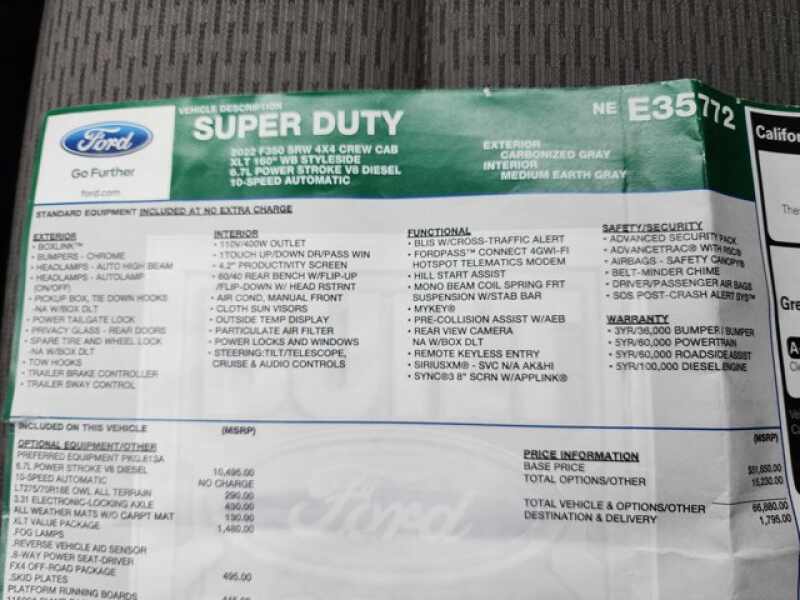 VEHICLE DESCRIPTION
SUPER DUTY
2022 F350 SRW 4X4 CREW CAB
XLT 160" WB STYLESIDE
6.7L POWER STROKE V8 DIESEL
10-SPEED AUTOMATIC
NE E35772
EXTERIOR
CARBONIZED GRAY
INTERIOR
MEDIUM EARTH GRAY
Ford
Go Further
ford.com
STANDARD EQUIPMENT INCLUDED AT NO EXTRA CHARGE
EXTERIOR
• BOXLINK™
• BUMPERS - CHROME
• HEADLAMPS - AUTO HIGH BEAM
• HEADLAMPS - AUTOLAMP
(ON/OFF)
• PICKUP BOX, TIE DOWN HOOKS
-NA W/BOX DLT
• POWER TAILGATE LOCK
• PRIVACY GLASS - REAR DOORS
• SPARE TIRE AND WHEEL LOCK
-NA W/BOX DLT
• TOW HOOKS
• TRAILER BRAKE CONTROLLER
• TRAILER SWAY CONTROL
INTERIOR
• 110V/400W OUTLET
• 1TOUCH UP/DOWN DR/PASS WIN
• 4.2" PRODUCTIVITY SCREEN
• 60/40 REAR BENCH W/FLIP-UP
/FLIP-DOWN W/ HEAD RSTRNT
• AIR COND, MANUAL FRONT
• CLOTH SUN VISORS
• OUTSIDE TEMP DISPLAY
• PARTICULATE AIR FILTER
• POWER LOCKS AND WINDOWS
• STEERING:TILT/TELESCOPE,
CRUISE & AUDIO CONTROLS
FUNCTIONAL
• BLIS W/CROSS-TRAFFIC ALERT
• FORDPASS™ CONNECT 4GWI-FI
HOTSPOT TELEMATICS MODEM
• HILL START ASSIST
• MONO BEAM COIL SPRING FRT
SUSPENSION W/STAB BAR
• MYKEY®
• PRE-COLLISION ASSIST W/AEB
• REAR VIEW CAMERA
NA W/BOX DLT
• REMOTE KEYLESS ENTRY
• SIRIUSXM® - SVC N/A AK&HI
• SYNC®3 8" SCRN W/APPLINK®
SAFETY/SECURITY
• ADVANCED SECURITY PACK
• ADVANCETRAC® WITH RSC®
• AIRBAGS - SAFETY CANOPY®
• BELT-MINDER CHIME
• DRIVER/PASSENGER AIR BAGS
• SOS POST-CRASH ALERT SYS™
WARRANTY
• 3YR/36,000 BUMPER / BUMPER
• 5YR/60,000 POWERTRAIN
• 5YR/60,000 ROADSIDE ASSIST
• 5YR/100,000 DIESEL ENGINE
INCLUDED ON THIS VEHICLE (MSRP)
OPTIONAL EQUIPMENT/OTHER
PREFERRED EQUIPMENT PKG.613A
6.7L POWER STROKE V8 DIESEL 10,495.00
10-SPEED AUTOMATIC NO CHARGE
LT275/70R18E OWL ALL TERRAIN 290.00
3.31 ELECTRONIC-LOCKING AXLE 430.00
ALL WEATHER MATS W/O CARPT MAT 130.00
XLT VALUE PACKAGE 1,480.00
.FOG LAMPS
.REVERSE VEHICLE AID SENSOR
.8-WAY POWER SEAT-DRIVER
FX4 OFF-ROAD PACKAGE 495.00
.SKID PLATES
PLATFORM RUNNING BOARDS
(MSRP)
PRICE INFORMATION
BASE PRICE $51,650.00
TOTAL OPTIONS/OTHER 15,230.00
TOTAL VEHICLE & OPTIONS/OTHER 66,880.00
DESTINATION & DELIVERY 1,795.00
Californ
The
Gre
Ford